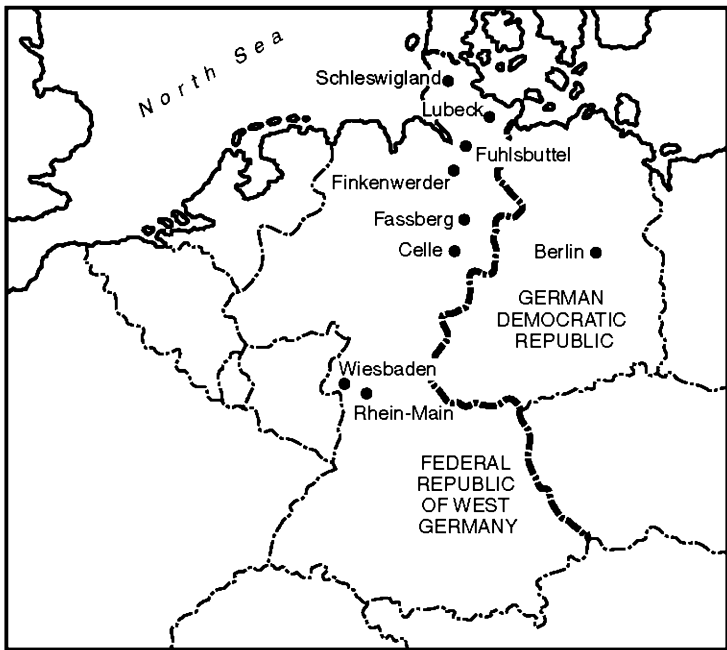 North Sea
Schleswigland
Lubeck
Fuhlsbuttel
Finkenwerder
Fassberg
Celle
Berlin
GERMAN
DEMOCRATIC
REPUBLIC
Wiesbaden
Rhein-Main
FEDERAL
REPUBLIC
OF WEST
GERMANY